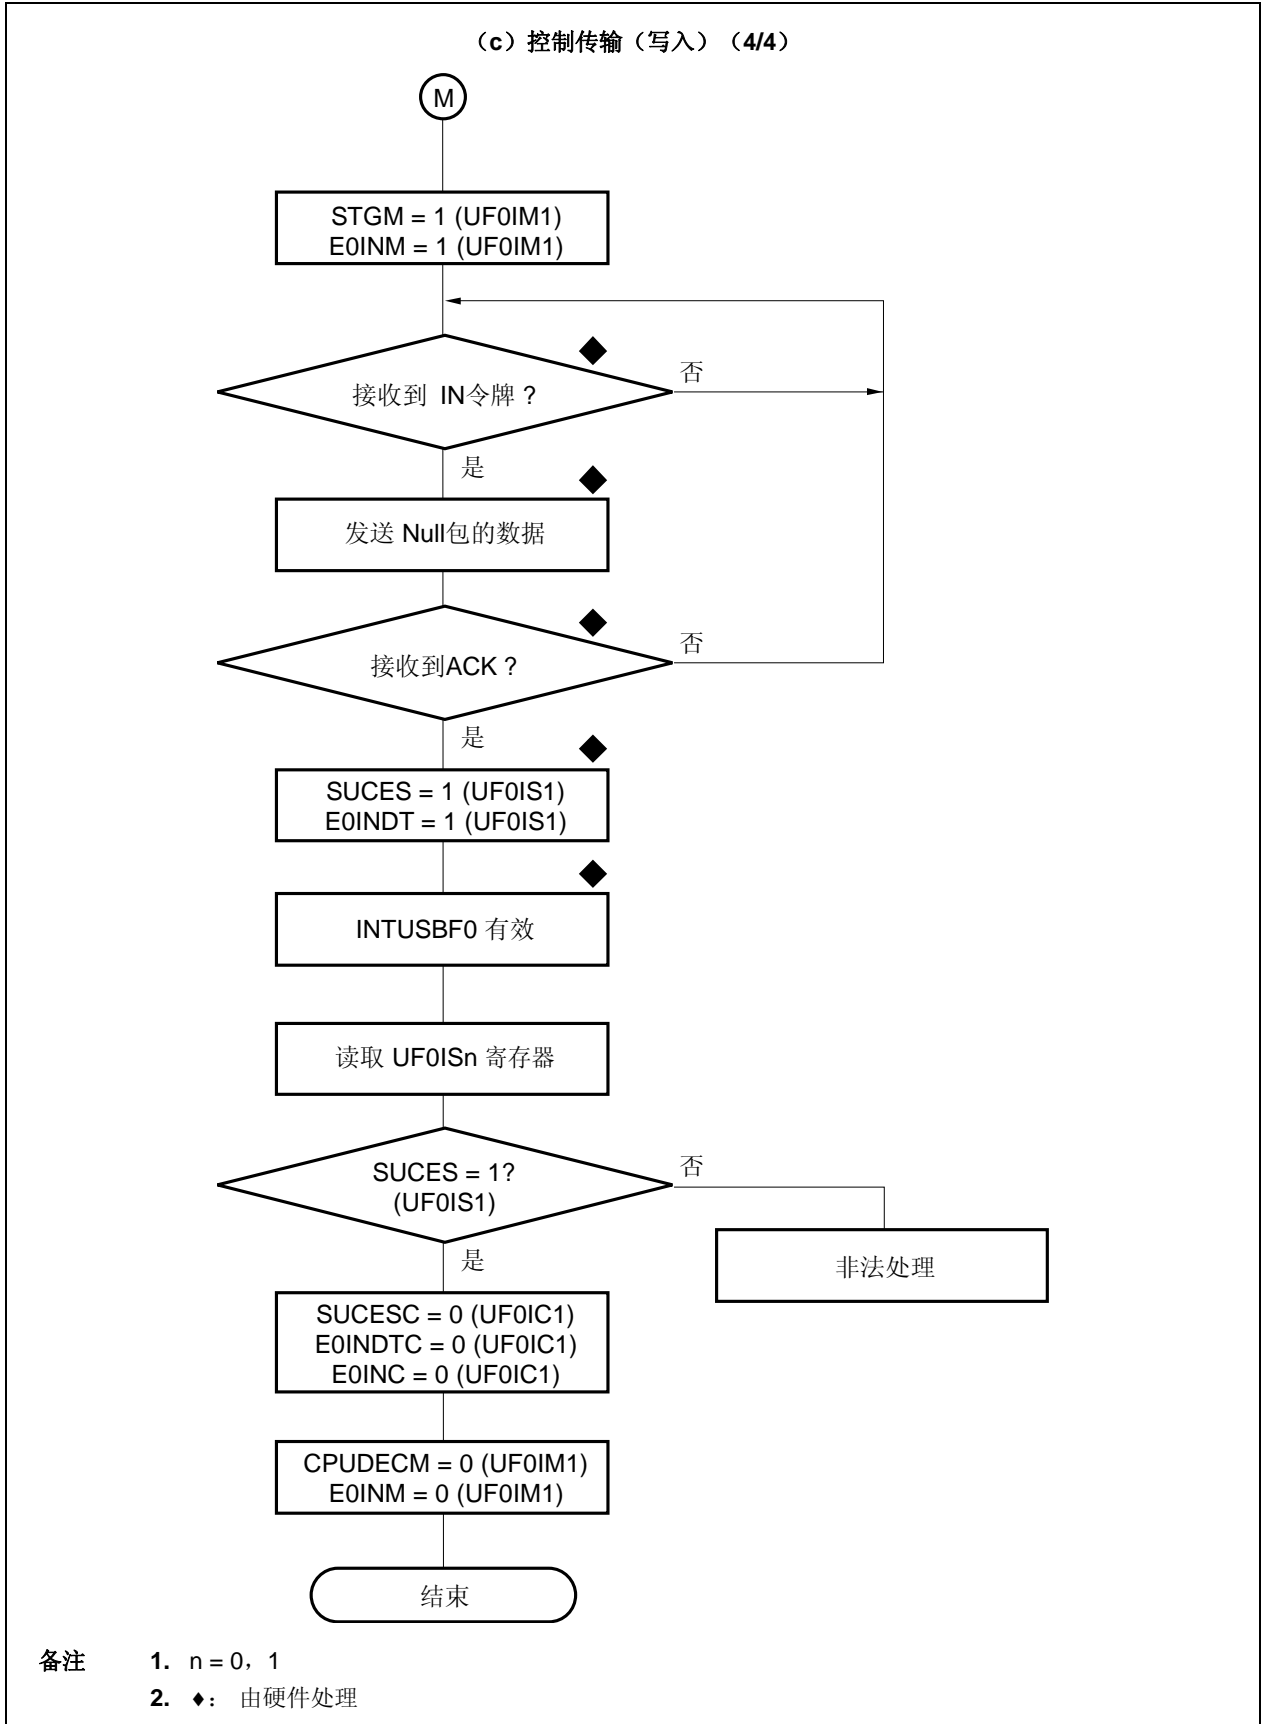 （c）控制传输（写入）（4/4）
M
STGM = 1 (UF0IM1)
E0INM = 1 (UF0IM1)
接收到 IN令牌 ?
否
是
发送 Null包的数据
接收到ACK ?
否
是
SUCES = 1 (UF0IS1)
E0INDT = 1 (UF0IS1)
INTUSBF0 有效
读取 UF0ISn 寄存器
SUCES = 1?
(UF0IS1)
否
是
非法处理
SUCESC = 0 (UF0IC1)
E0INDTC = 0 (UF0IC1)
E0INC = 0 (UF0IC1)
CPUDECM = 0 (UF0IM1)
E0INM = 0 (UF0IM1)
结束
备注 1. n = 0，1
2. ♦： 由硬件处理